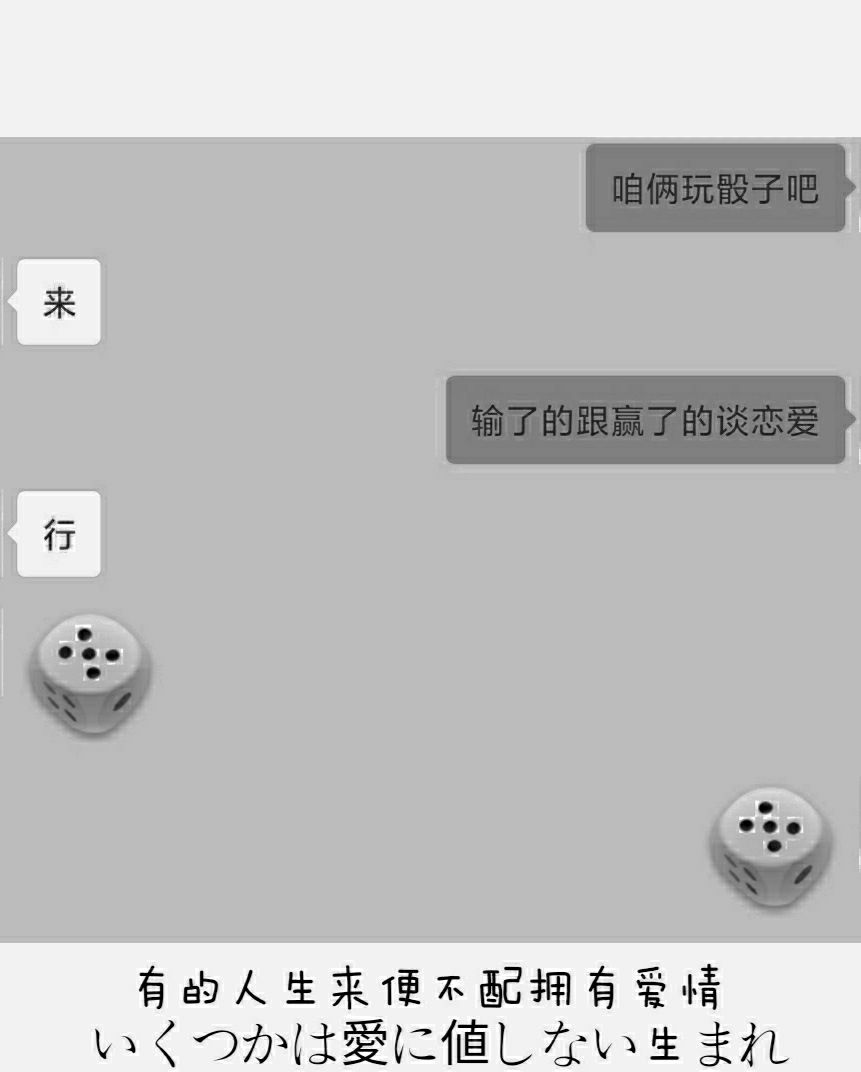 咱俩玩骰子吧
来
输了的跟赢了的谈恋爱
行
有的人生来便不配拥有爱情
いくつかは愛に値しない生まれ